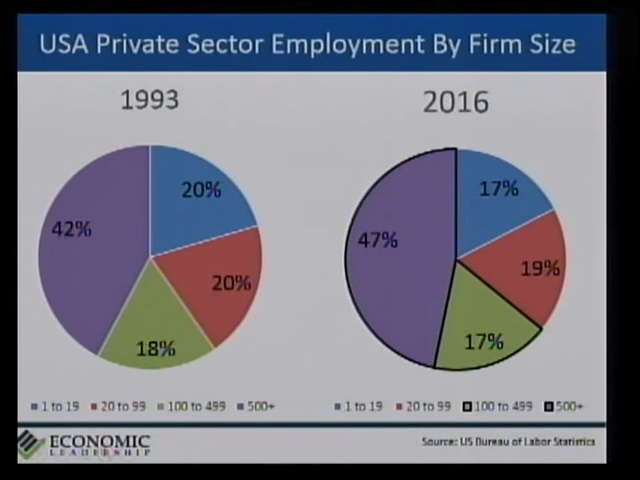 USA Private Sector Employment By Firm Size
1993
2016
20%
42%
20%
18%
17%
47%
19%
17%
1 to 19 20 to 99 100 to 499 500+
1 to 19 20 to 99 100 to 499 500+
ECONOMIC
LEADERSHIP
Source: US Bureau of Labor Statistics